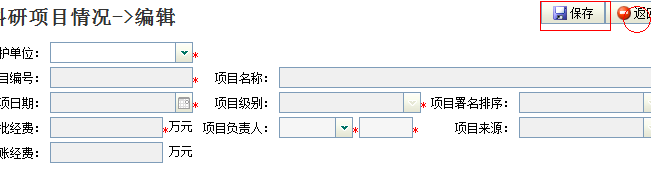 科研项目情况->编辑 保存 返回
护单位： *
目编号： * 项目名称：
项日期： * 项目级别： * 项目署名排序：
批经费： *万元 项目负责人： * * 项目来源：
账经费： 万元